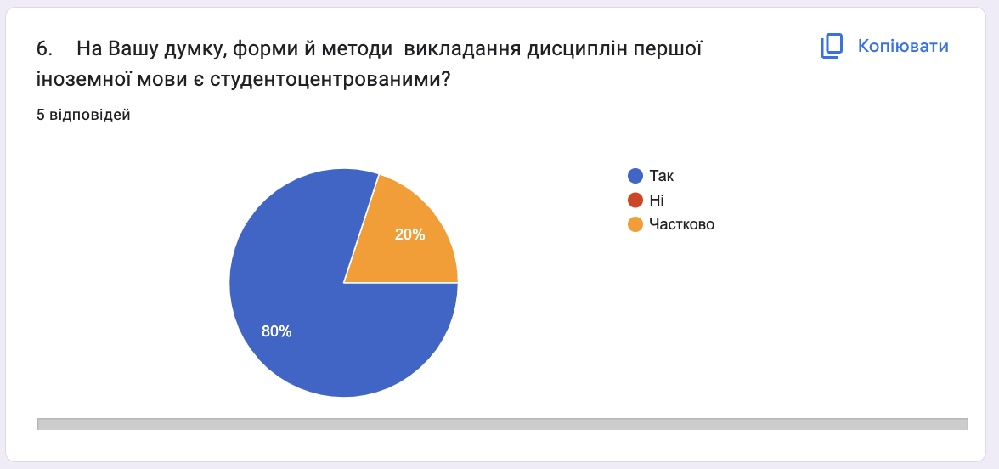 6. На Вашу думку, форми й методи викладання дисциплін першої
іноземної мови є студентоцентрованими?
Копіювати
5 відповідей
Так
Ні
Частково
20%
80%